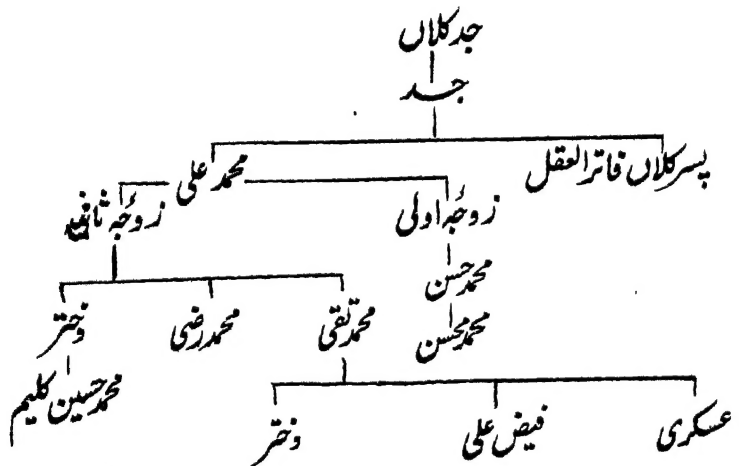 جد کلاں
جد
پسر کلاں فاتر العقل
محمد علی
زوجۂ اولی
زوجۂ ثانیہ
محمد حسن
محمد محسن
محمد تقی
محمد رضی
دختر
محمد حسین کلیم
عسکری
فیض علی
دختر